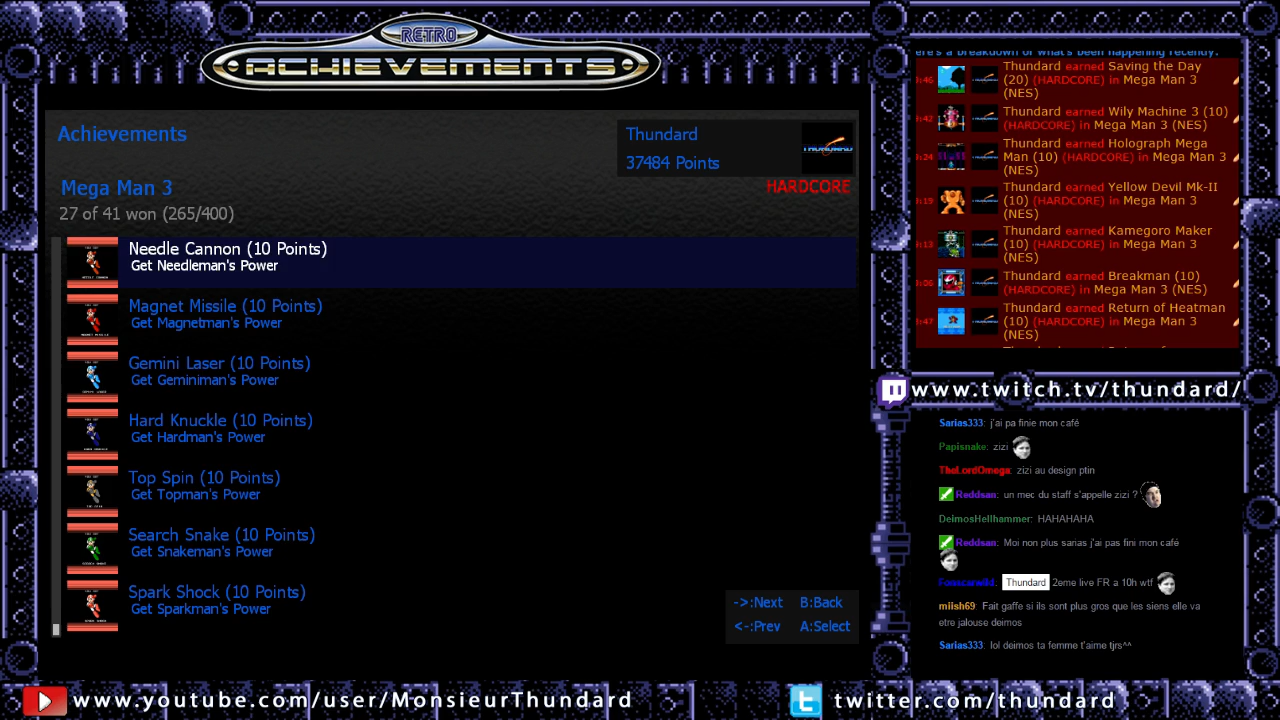 RETRO
ACHIEVEMENTS
Achievements
Thundard
37484 Points
THUNDARD
HARDCORE
Mega Man 3
27 of 41 won (265/400)
Needle Cannon (10 Points)
Get Needleman's Power
Magnet Missile (10 Points)
Get Magnetman's Power
Gemini Laser (10 Points)
Get Geminiman's Power
Hard Knuckle (10 Points)
Get Hardman's Power
Top Spin (10 Points)
Get Topman's Power
Search Snake (10 Points)
Get Snakeman's Power
Spark Shock (10 Points)
Get Sparkman's Power
->:Next B:Back
<-:Prev A:Select
ere's a breakdown of what's been happening recently:
Thundard earned Saving the Day
(20) (HARDCORE) in Mega Man 3
(NES)
Thundard earned Wily Machine 3 (10)
(HARDCORE) in Mega Man 3 (NES)
Thundard earned Holograph Mega
Man (10) (HARDCORE) in Mega Man 3
(NES)
Thundard earned Yellow Devil Mk-II
(10) (HARDCORE) in Mega Man 3
(NES)
Thundard earned Kamegoro Maker
(10) (HARDCORE) in Mega Man 3
(NES)
Thundard earned Breakman (10)
(HARDCORE) in Mega Man 3 (NES)
Thundard earned Return of Heatman
(10) (HARDCORE) in Mega Man 3
(NES)
www.twitch.tv/thundard/
Sarias333: j'ai pa finie mon café
Papisnake: zizi
TheLordOmega: zizi au design ptin
Reddsan: un mec du staff s'appelle zizi ?
DeimosHellhammer: HAHAHAHA
Reddsan: Moi non plus sarias j'ai pas fini mon café
Thundard 2eme live FR a 10h wtf
miish69: Fait gaffe si ils sont plus gros que les siens elle va
etre jalouse deimos
Sarias333: lol deimos ta femme t'aime tjrs^^
www.youtube.com/user/MonsieurThundard
twitter.com/thundard